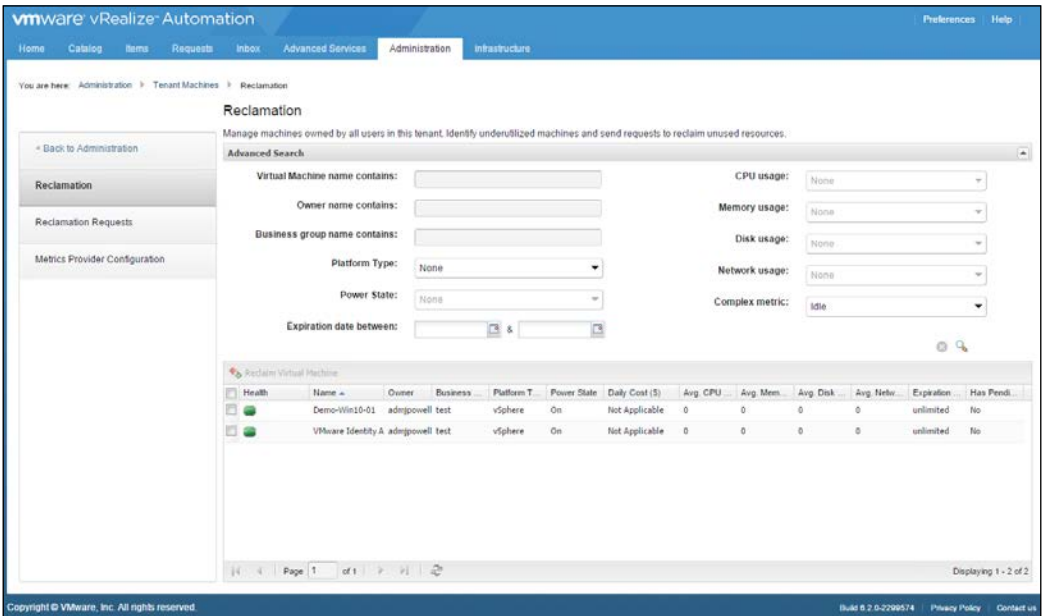 vmware vRealize Automation
Preferences Help
Home Catalog Items Requests Inbox Advanced Services Administration Infrastructure
You are here: Administration Tenant Machines Reclamation
Reclamation
Manage machines owned by all users in this tenant. Identify underutilized machines and send requests to reclaim unused resources.
< Back to Administration
Reclamation
Reclamation Requests
Metrics Provider Configuration
Advanced Search
Virtual Machine name contains:
Owner name contains:
Business group name contains:
Platform Type: None
Power State: None
Expiration date between: &
CPU usage: None
Memory usage: None
Disk usage: None
Network usage: None
Complex metric: Idle
Reclaim Virtual Machine
Health Name Owner Business ... Platform T... Power State Daily Cost ($) Avg. CPU ... Avg. Mem... Avg. Disk ... Avg. Netw... Expiration ... Has Pendi...
Demo-Win10-01 admjpowell test vSphere On Not Applicable 0 0 0 0 unlimited No
VMware Identity A admjpowell test vSphere On Not Applicable 0 0 0 0 unlimited No
Page 1 of 1
Displaying 1 - 2 of 2
Copyright © VMware, Inc. All rights reserved.
Build 6.2.0-2299574 Privacy Policy Contact us